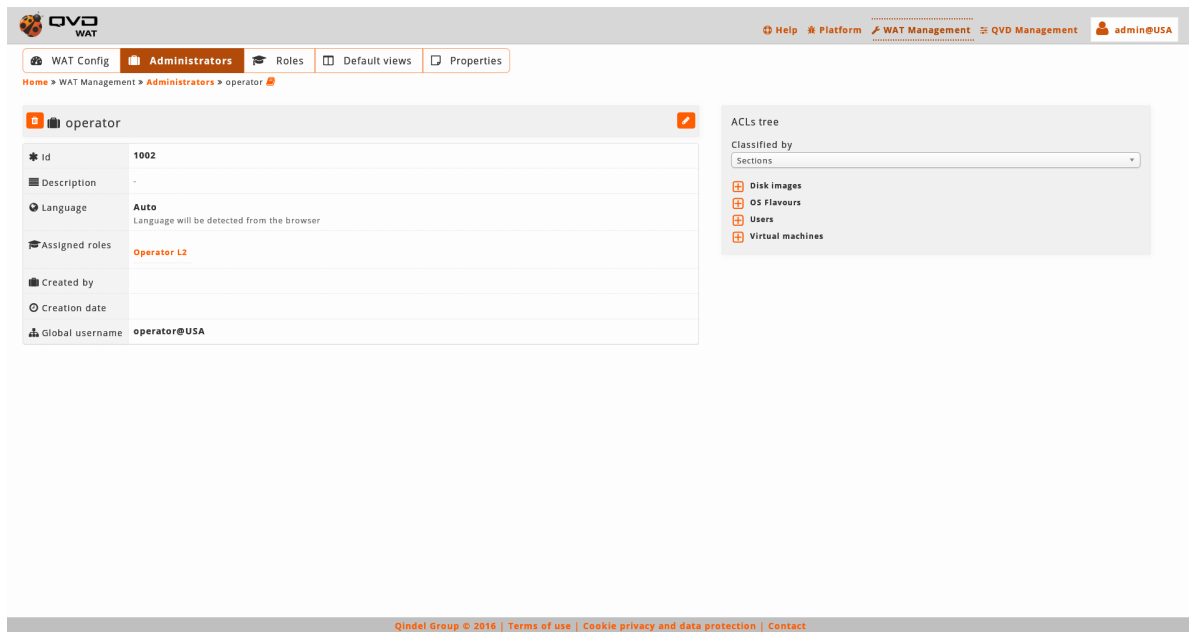 QVD
WAT
Help Platform WAT Management QVD Management admin@USA
WAT Config Administrators Roles Default views Properties
Home » WAT Management » Administrators » operator
operator
Id 1002
Description -
Language Auto
Language will be detected from the browser
Assigned roles Operator L2
Created by
Creation date
Global username operator@USA
ACLs tree
Classified by
Sections
Disk images
OS Flavours
Users
Virtual machines
Qindel Group © 2016 | Terms of use | Cookie privacy and data protection | Contact